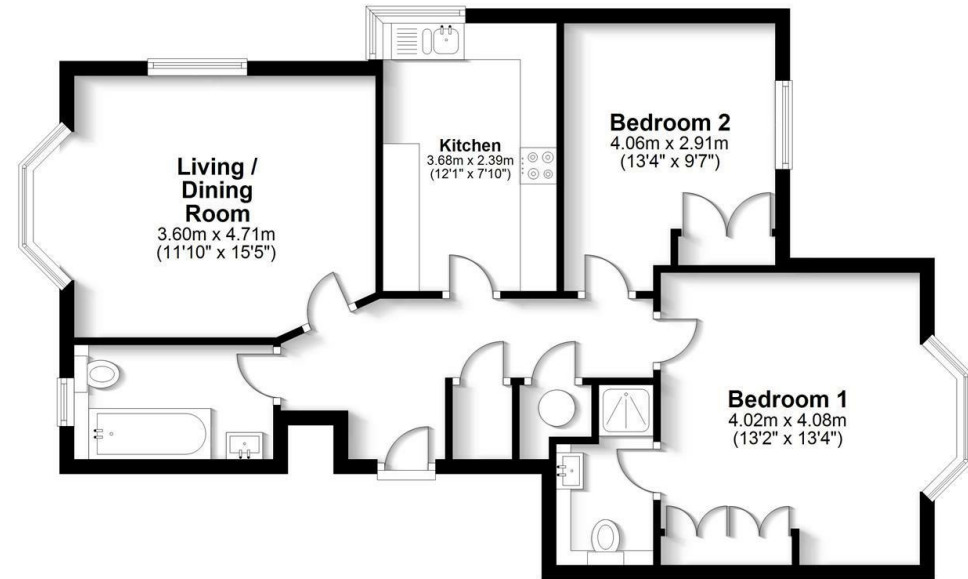 Living /
Dining
Room
3.60m x 4.71m
(11'10" x 15'5")
Kitchen
3.68m x 2.39m
(12'1" x 7'10")
Bedroom 2
4.06m x 2.91m
(13'4" x 9'7")
Bedroom 1
4.02m x 4.08m
(13'2" x 13'4")